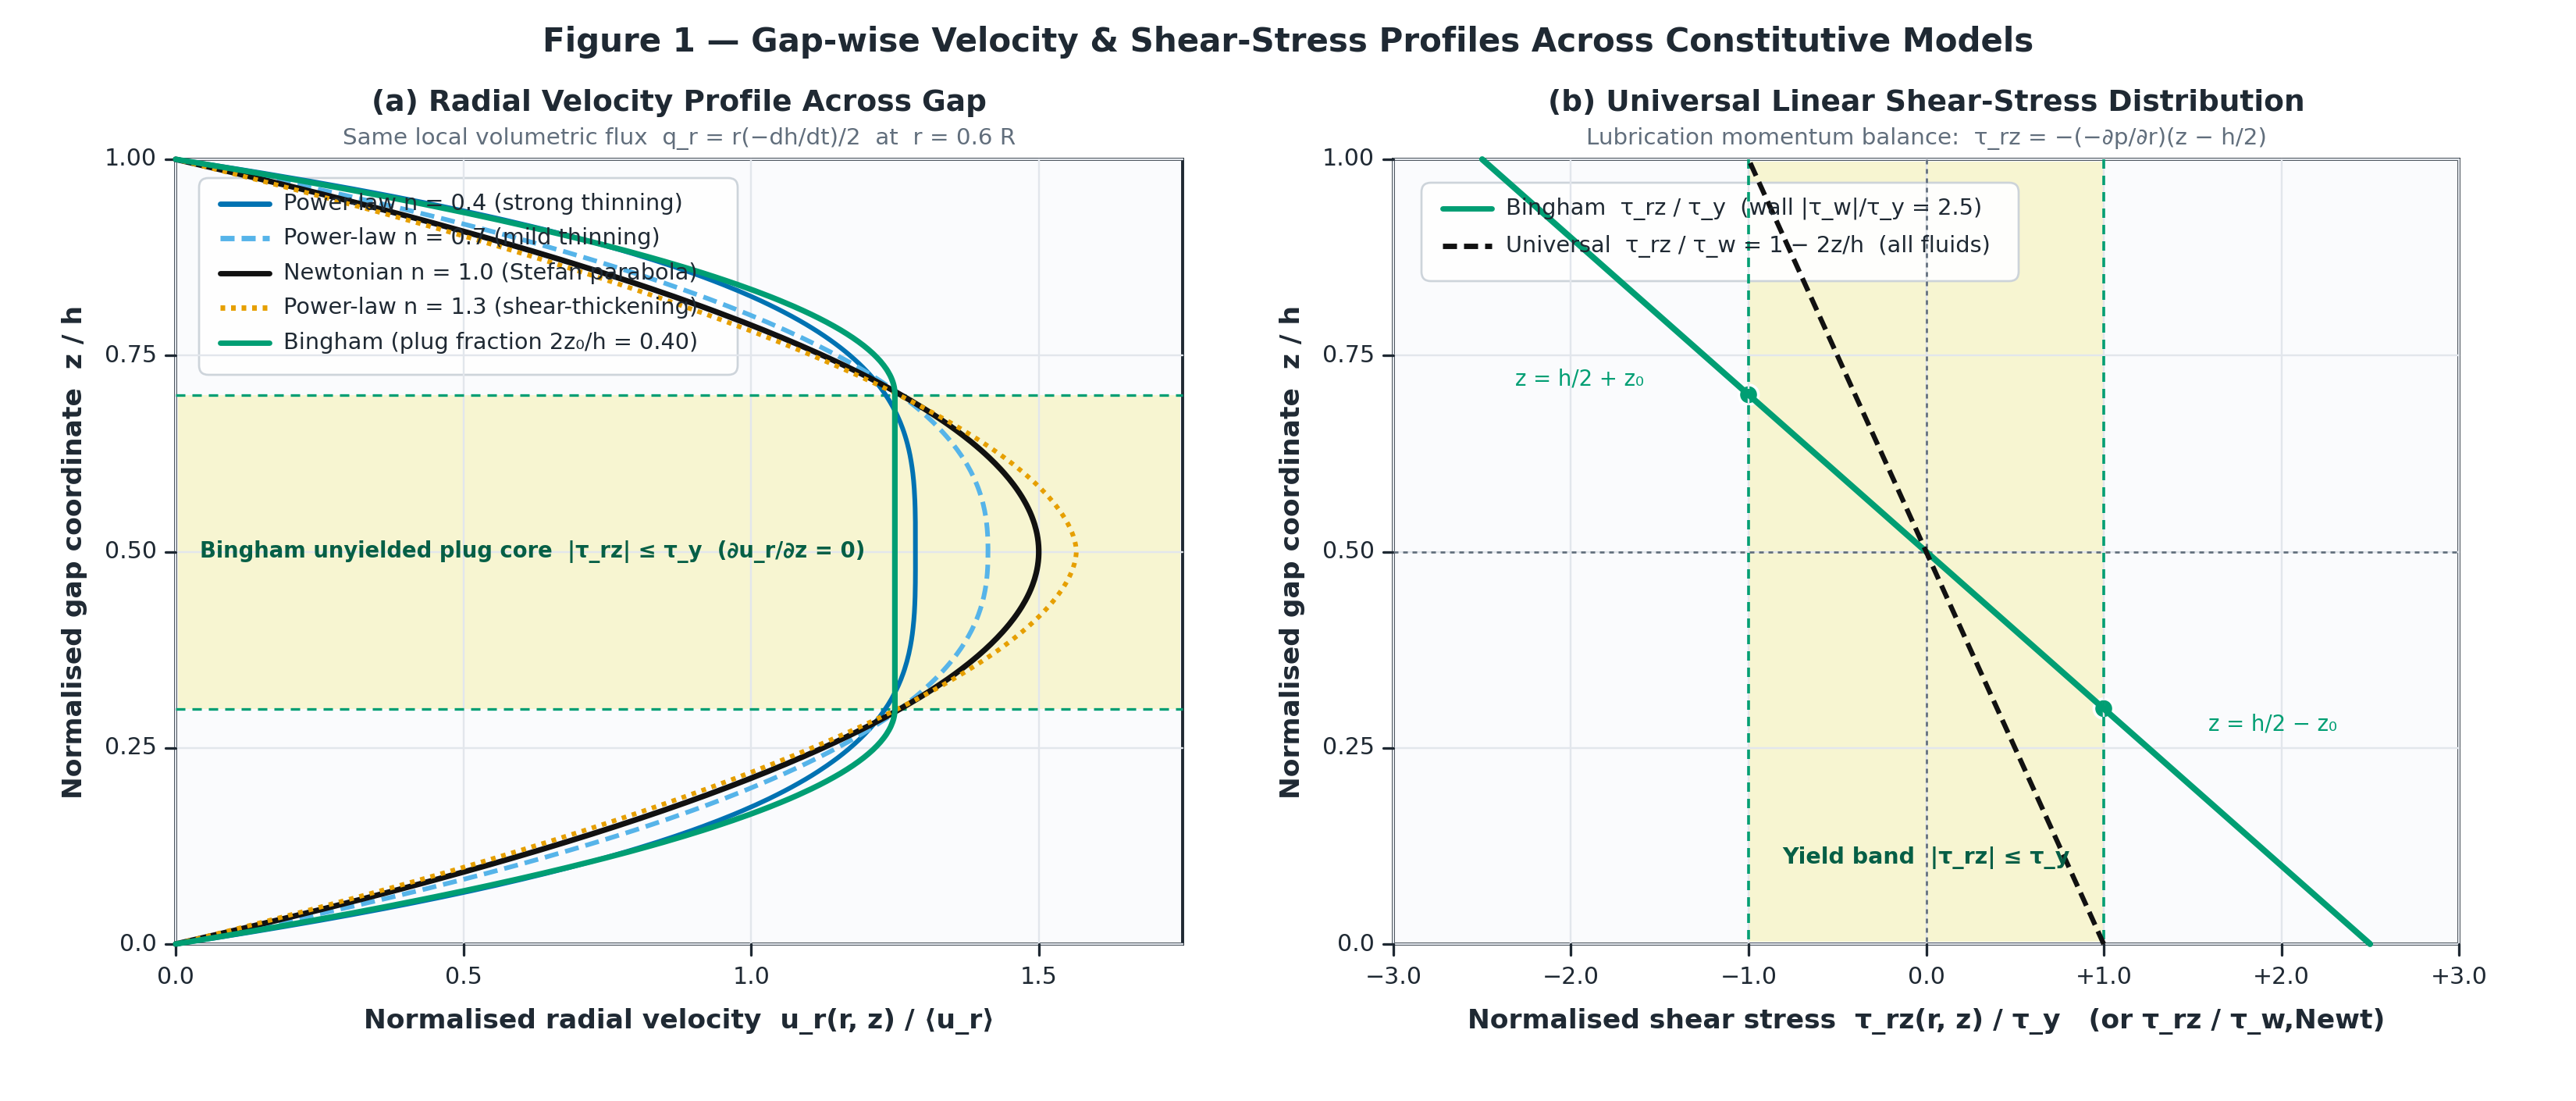 Figure 1 — Gap-wise Velocity & Shear-Stress Profiles Across Constitutive Models
(a) Radial Velocity Profile Across Gap
Same local volumetric flux q_r = r(−dh/dt)/2 at r = 0.6 R
Normalised gap coordinate z / h
1.00
0.75
0.50
0.25
0.0
Power-law n = 0.4 (strong thinning)
Power-law n = 0.7 (mild thinning)
Newtonian n = 1.0 (Stefan parabola)
Power-law n = 1.3 (shear-thickening)
Bingham (plug fraction 2z₀/h = 0.40)
Bingham unyielded plug core |τ_rz| ≤ τ_y (∂u_r/∂z = 0)
0.0
0.5
1.0
1.5
Normalised radial velocity u_r(r, z) / ⟨u_r⟩
(b) Universal Linear Shear-Stress Distribution
Lubrication momentum balance: τ_rz = −(−∂p/∂r)(z − h/2)
Normalised gap coordinate z / h
1.00
0.75
0.50
0.25
0.0
Bingham τ_rz / τ_y (wall |τ_w|/τ_y = 2.5)
Universal τ_rz / τ_w = 1 − 2z/h (all fluids)
z = h/2 + z₀
z = h/2 − z₀
Yield band |τ_rz| ≤ τ_y
−3.0
−2.0
−1.0
0.0
+1.0
+2.0
+3.0
Normalised shear stress τ_rz(r, z) / τ_y (or τ_rz / τ_w,Newt)